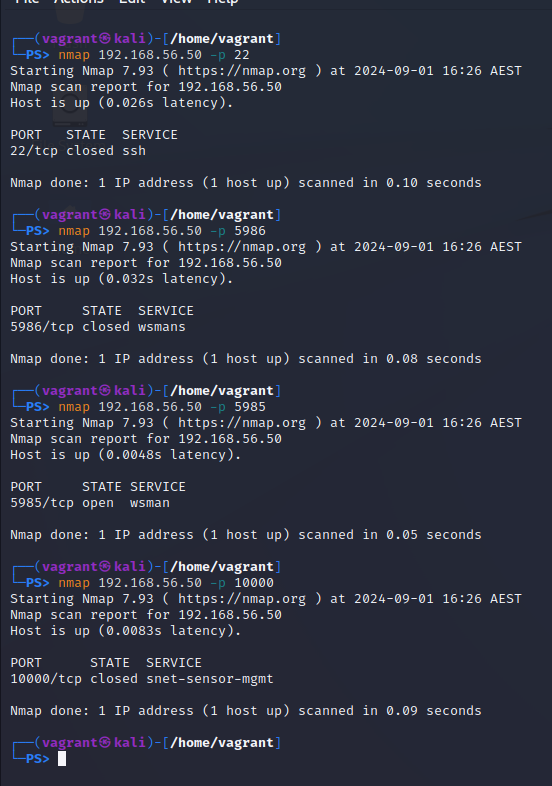 File Actions Edit View Help
┌──(vagrant㉿kali)-[/home/vagrant]
└─PS> nmap 192.168.56.50 -p 22
Starting Nmap 7.93 ( https://nmap.org ) at 2024-09-01 16:26 AEST
Nmap scan report for 192.168.56.50
Host is up (0.026s latency).
PORT   STATE  SERVICE
22/tcp closed ssh
Nmap done: 1 IP address (1 host up) scanned in 0.10 seconds
┌──(vagrant㉿kali)-[/home/vagrant]
└─PS> nmap 192.168.56.50 -p 5986
Starting Nmap 7.93 ( https://nmap.org ) at 2024-09-01 16:26 AEST
Nmap scan report for 192.168.56.50
Host is up (0.032s latency).
PORT     STATE  SERVICE
5986/tcp closed wsmans
Nmap done: 1 IP address (1 host up) scanned in 0.08 seconds
┌──(vagrant㉿kali)-[/home/vagrant]
└─PS> nmap 192.168.56.50 -p 5985
Starting Nmap 7.93 ( https://nmap.org ) at 2024-09-01 16:26 AEST
Nmap scan report for 192.168.56.50
Host is up (0.0048s latency).
PORT     STATE SERVICE
5985/tcp open  wsman
Nmap done: 1 IP address (1 host up) scanned in 0.05 seconds
┌──(vagrant㉿kali)-[/home/vagrant]
└─PS> nmap 192.168.56.50 -p 10000
Starting Nmap 7.93 ( https://nmap.org ) at 2024-09-01 16:26 AEST
Nmap scan report for 192.168.56.50
Host is up (0.0083s latency).
PORT      STATE  SERVICE
10000/tcp closed snet-sensor-mgmt
Nmap done: 1 IP address (1 host up) scanned in 0.09 seconds
┌──(vagrant㉿kali)-[/home/vagrant]
└─PS>